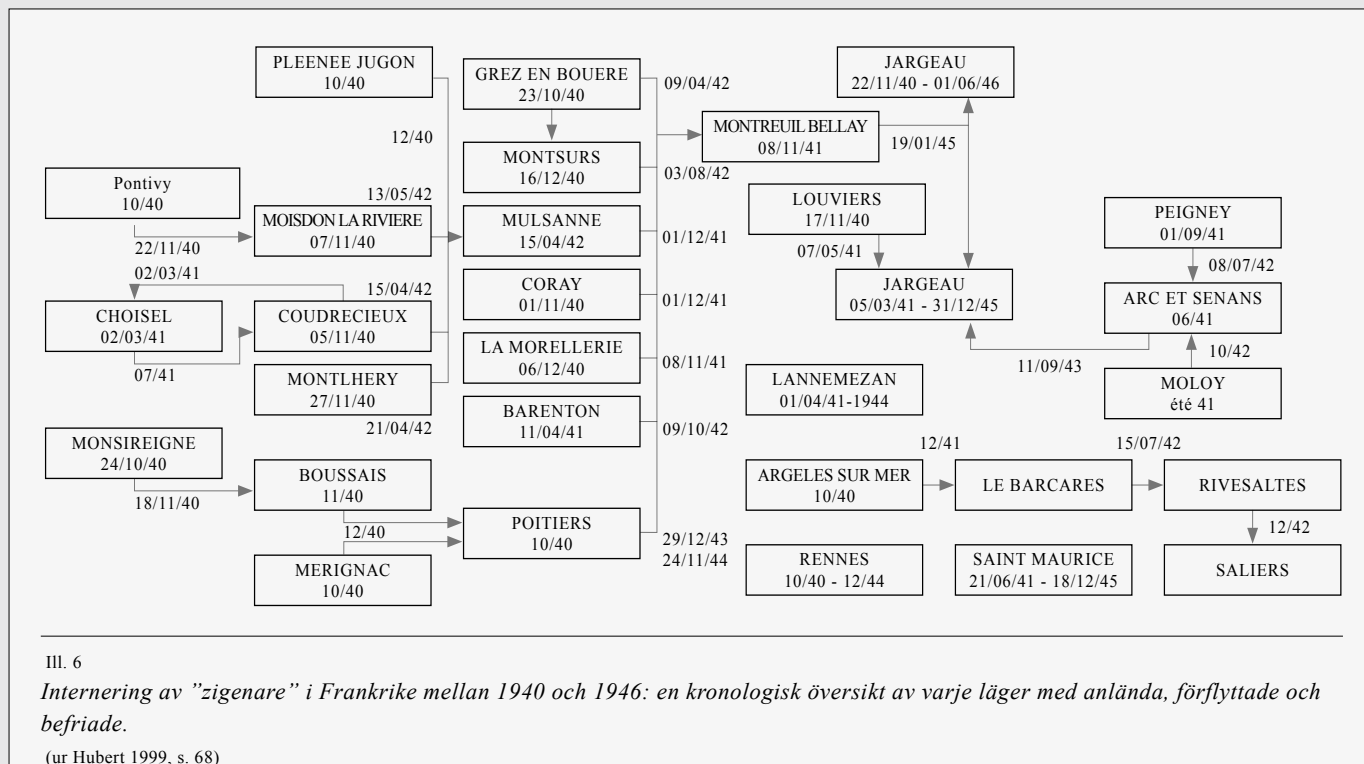 PLEENEE JUGON
10/40
12/40
Pontivy
10/40
22/11/40
13/05/42
MOISDON LA RIVIERE
07/11/40
02/03/41
CHOISEL
02/03/41
07/41
15/04/42
COUDRECIEUX
05/11/40
MONTLHERY
27/11/40
21/04/42
MONSIREIGNE
24/10/40
18/11/40
BOUSSAIS
11/40
12/40
MERIGNAC
10/40
GREZ EN BOUERE
23/10/40
09/04/42
MONTSURS
16/12/40
03/08/42
MULSANNE
15/04/42
01/12/41
CORAY
01/11/40
01/12/41
LA MORELLERIE
06/12/40
08/11/41
BARENTON
11/04/41
09/10/42
POITIERS
10/40
29/12/43
24/11/44
MONTREUIL BELLAY
08/11/41
19/01/45
JARGEAU
22/11/40 - 01/06/46
LOUVIERS
17/11/40
07/05/41
JARGEAU
05/03/41 - 31/12/45
PEIGNEY
01/09/41
08/07/42
ARC ET SENANS
06/41
11/09/43
10/42
MOLOY
été 41
LANNEMEZAN
01/04/41-1944
ARGELES SUR MER
10/40
12/41
LE BARCARES
15/07/42
RIVESALTES
12/42
SALIERS
RENNES
10/40 - 12/44
SAINT MAURICE
21/06/41 - 18/12/45
Ill. 6
Internering av ”zigenare” i Frankrike mellan 1940 och 1946: en kronologisk översikt av varje läger med anlända, förflyttade och
befriade.
(ur Hubert 1999, s. 68)